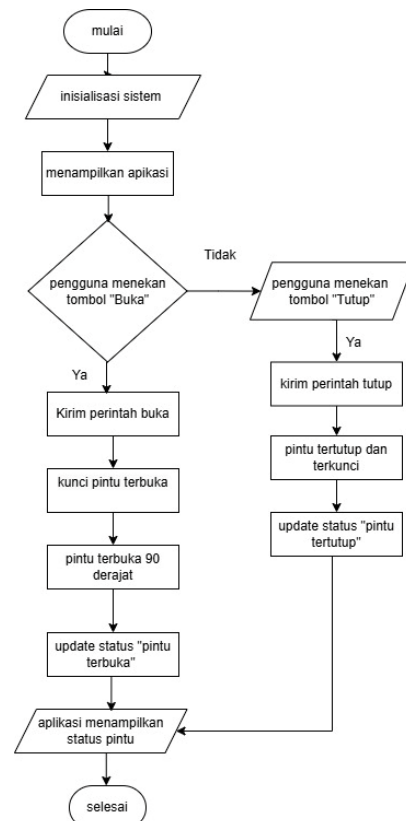 mulai
inisialisasi sistem
menampilkan apikasi
pengguna menekan
tombol "Buka"
Tidak
pengguna menekan
tombol "Tutup"
Ya
Kirim perintah buka
kunci pintu terbuka
pintu terbuka 90
derajat
update status "pintu
terbuka"
Ya
kirim perintah tutup
pintu tertutup dan
terkunci
update status "pintu
tertutup"
aplikasi menampilkan
status pintu
selesai